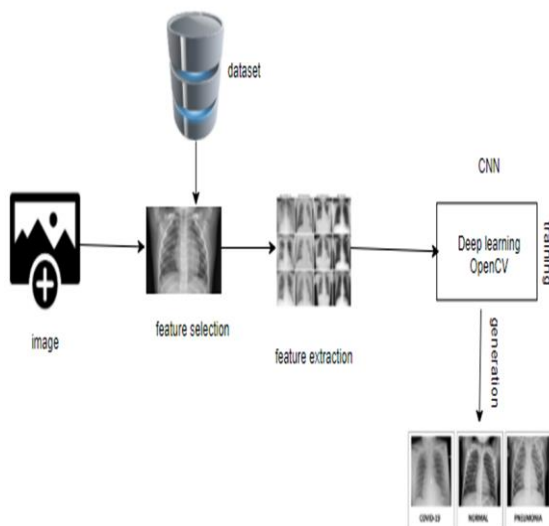 dataset
CNN
Deep learning
OpenCV
training
image
feature selection
feature extraction
generation
COVID-19
NORMAL
PNEUMONIA